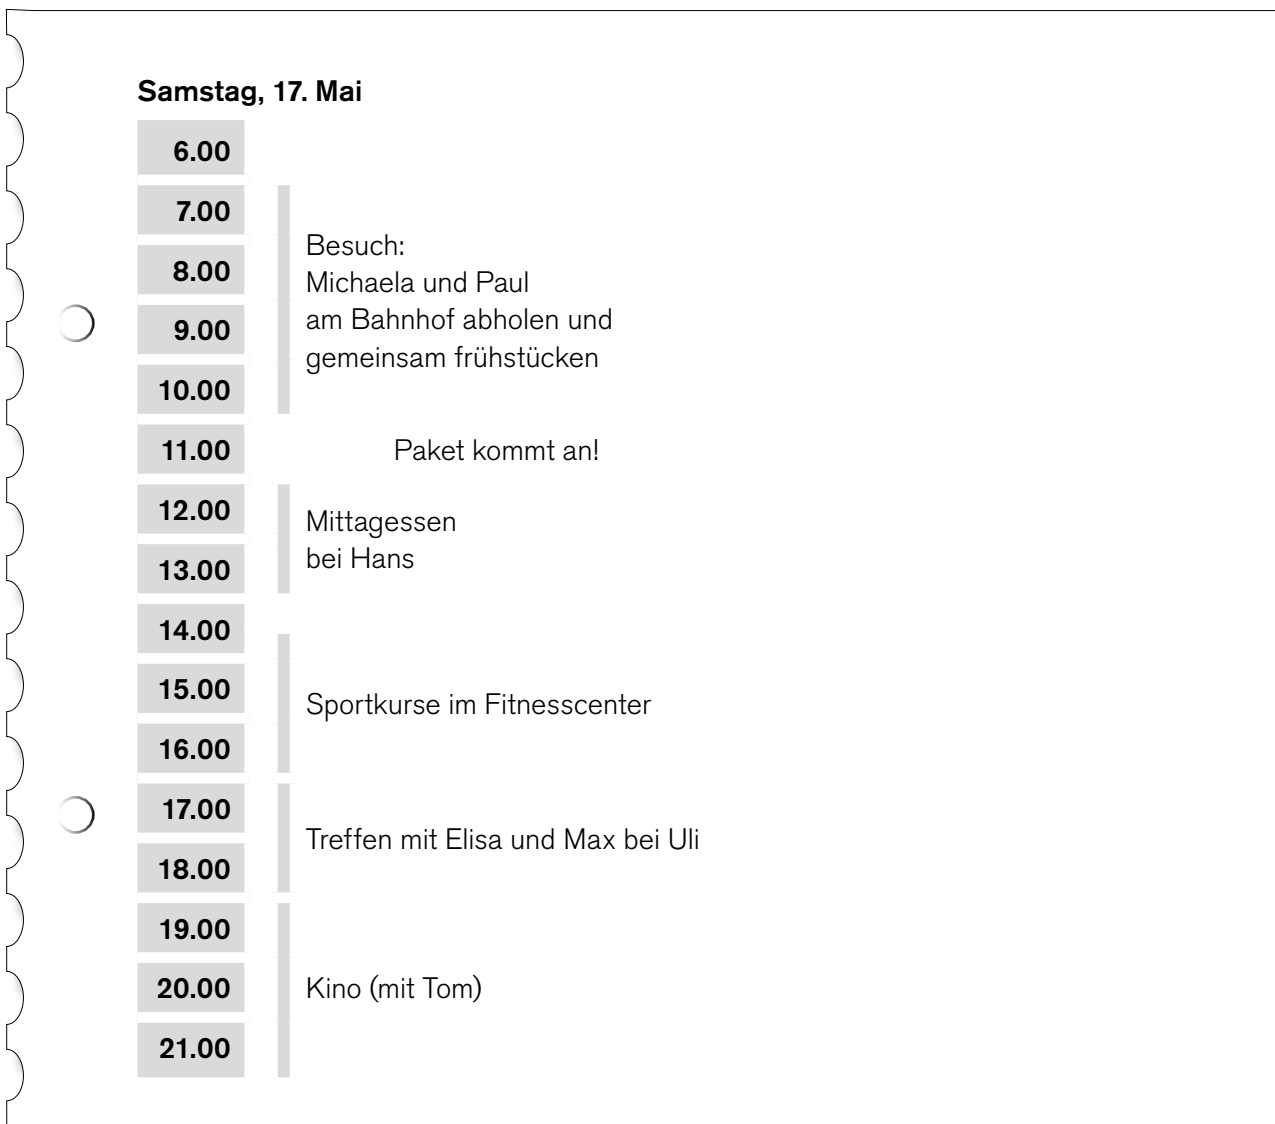 Samstag, 17. Mai
6.00
7.00
8.00
9.00
10.00
Besuch:
Michaela und Paul
am Bahnhof abholen und
gemeinsam frühstücken
11.00 Paket kommt an!
12.00
13.00
Mittagessen
bei Hans
14.00
15.00
16.00
Sportkurse im Fitnesscenter
17.00
18.00
Treffen mit Elisa und Max bei Uli
19.00
20.00 Kino (mit Tom)
21.00